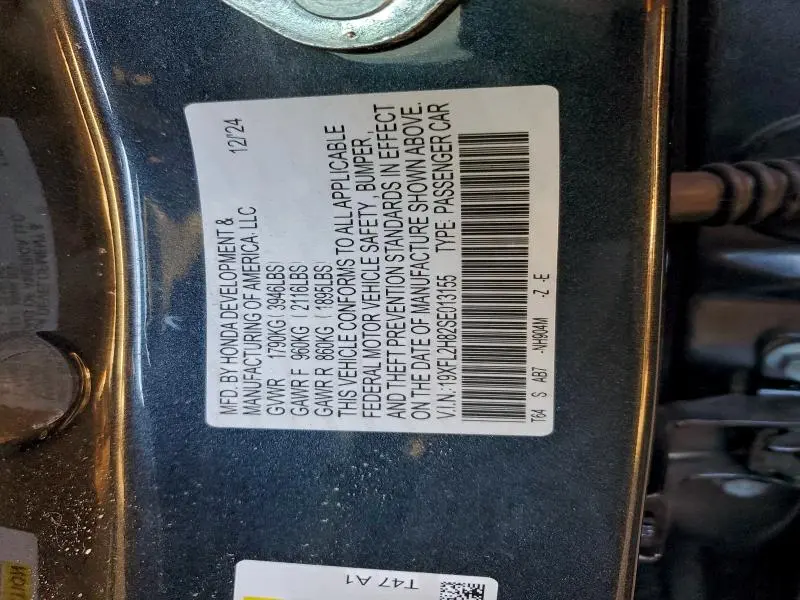 MFD. BY HONDA DEVELOPMENT & 12/24
MANUFACTURING OF AMERICA. LLC
GVWR 1790KG ( 3946LBS)
GAWR F 960KG ( 2116LBS)
GAWR R 860KG ( 1896LBS)
THIS VEHICLE CONFORMS TO ALL APPLICABLE
FEDERAL MOTOR VEHICLE SAFETY , BUMPER ,
AND THEFT PREVENTION STANDARDS IN EFFECT
ON THE DATE OF MANUFACTURE SHOWN ABOVE.
V.I.N.:19XFL2H82SE013155 TYPE: PASSENGER CAR
T64 S AB7 -NH904M -Z -E
T47 A1